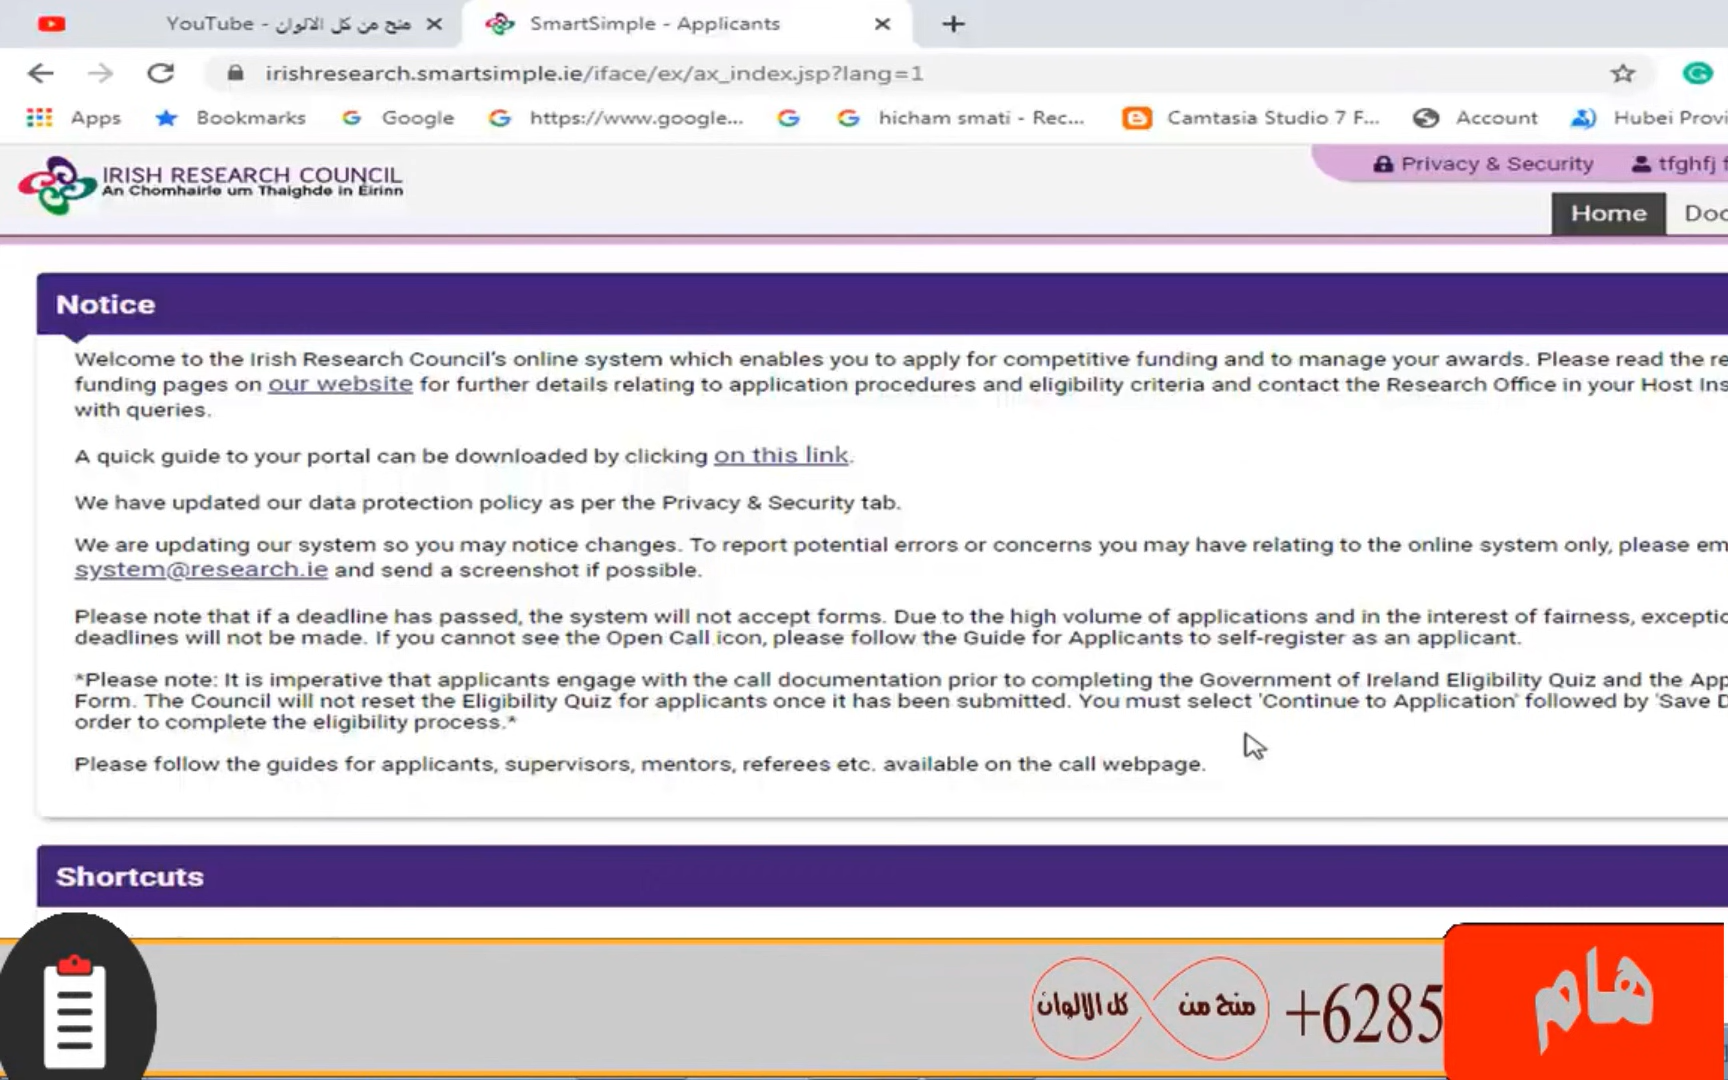 YouTube - منح من كل الالوان
SmartSimple - Applicants
irishresearch.smartsimple.ie/iface/ex/ax_index.jsp?lang=1
Apps Bookmarks Google https://www.google... hicham smati - Rec... Camtasia Studio 7 F... Account Hubei Provi
IRISH RESEARCH COUNCIL
An Chomhairle um Thaighde in Éirinn
Privacy & Security tfghfj f
Home Doc
Notice
Welcome to the Irish Research Council's online system which enables you to apply for competitive funding and to manage your awards. Please read the re
funding pages on our website for further details relating to application procedures and eligibility criteria and contact the Research Office in your Host Ins
with queries.
A quick guide to your portal can be downloaded by clicking on this link.
We have updated our data protection policy as per the Privacy & Security tab.
We are updating our system so you may notice changes. To report potential errors or concerns you may have relating to the online system only, please em
system@research.ie and send a screenshot if possible.
Please note that if a deadline has passed, the system will not accept forms. Due to the high volume of applications and in the interest of fairness, exceptio
deadlines will not be made. If you cannot see the Open Call icon, please follow the Guide for Applicants to self-register as an applicant.
*Please note: It is imperative that applicants engage with the call documentation prior to completing the Government of Ireland Eligibility Quiz and the App
Form. The Council will not reset the Eligibility Quiz for applicants once it has been submitted. You must select 'Continue to Application' followed by 'Save D
order to complete the eligibility process.*
Please follow the guides for applicants, supervisors, mentors, referees etc. available on the call webpage.
Shortcuts
منح من كل الالوان
+6285
هام